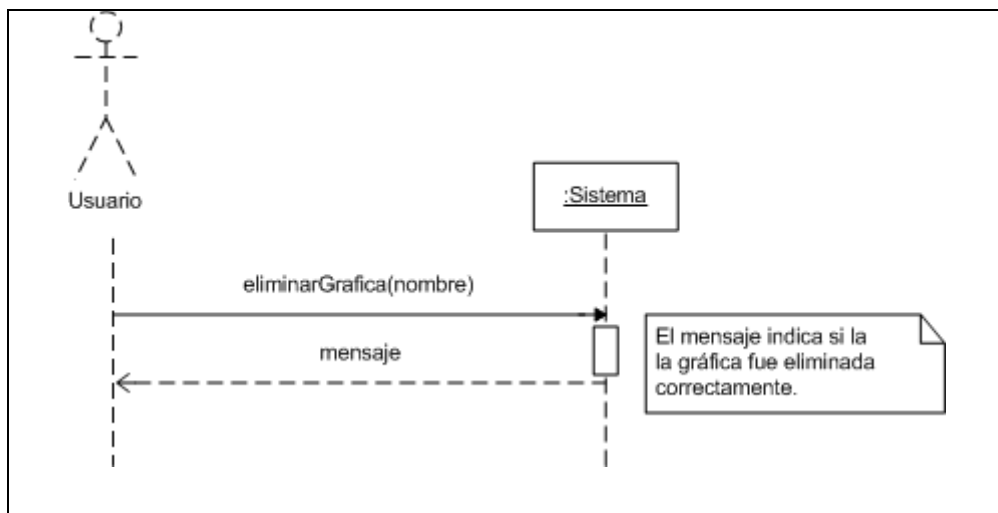 Usuario
:Sistema
eliminarGrafica(nombre)
mensaje
El mensaje indica si la
la gráfica fue eliminada
correctamente.